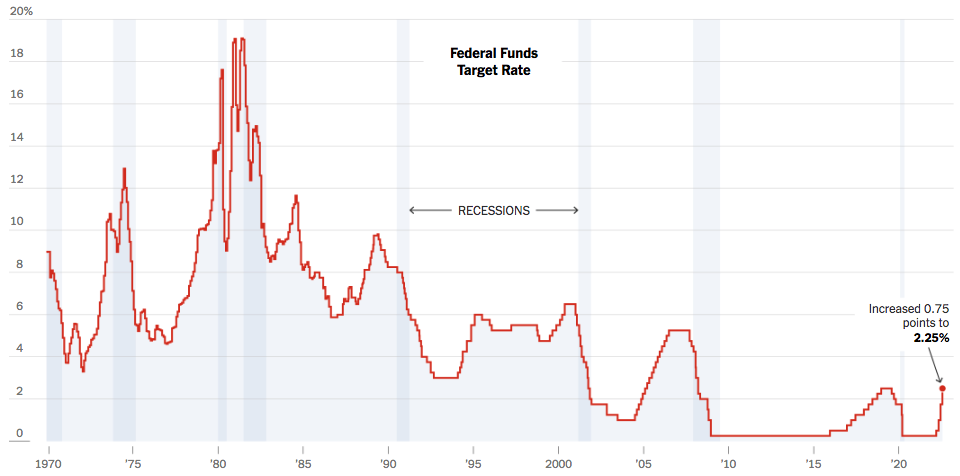 20%
Federal Funds
Target Rate
18
16
14
12
10
RECESSIONS
8
6
Increased 0.75
points to
2.25%
4
2
0
1970 '75 '80 '85 '90 '95 2000 '05 '10 '15 '20